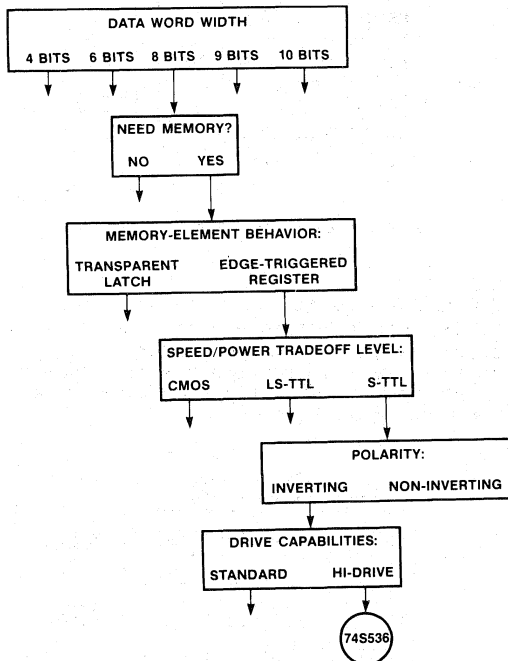 DATA WORD WIDTH
4 BITS 6 BITS 8 BITS 9 BITS 10 BITS
NEED MEMORY?
NO YES
MEMORY-ELEMENT BEHAVIOR:
TRANSPARENT LATCH
EDGE-TRIGGERED REGISTER
SPEED/POWER TRADEOFF LEVEL:
CMOS LS-TTL S-TTL
POLARITY:
INVERTING NON-INVERTING
DRIVE CAPABILITIES:
STANDARD HI-DRIVE
74S536